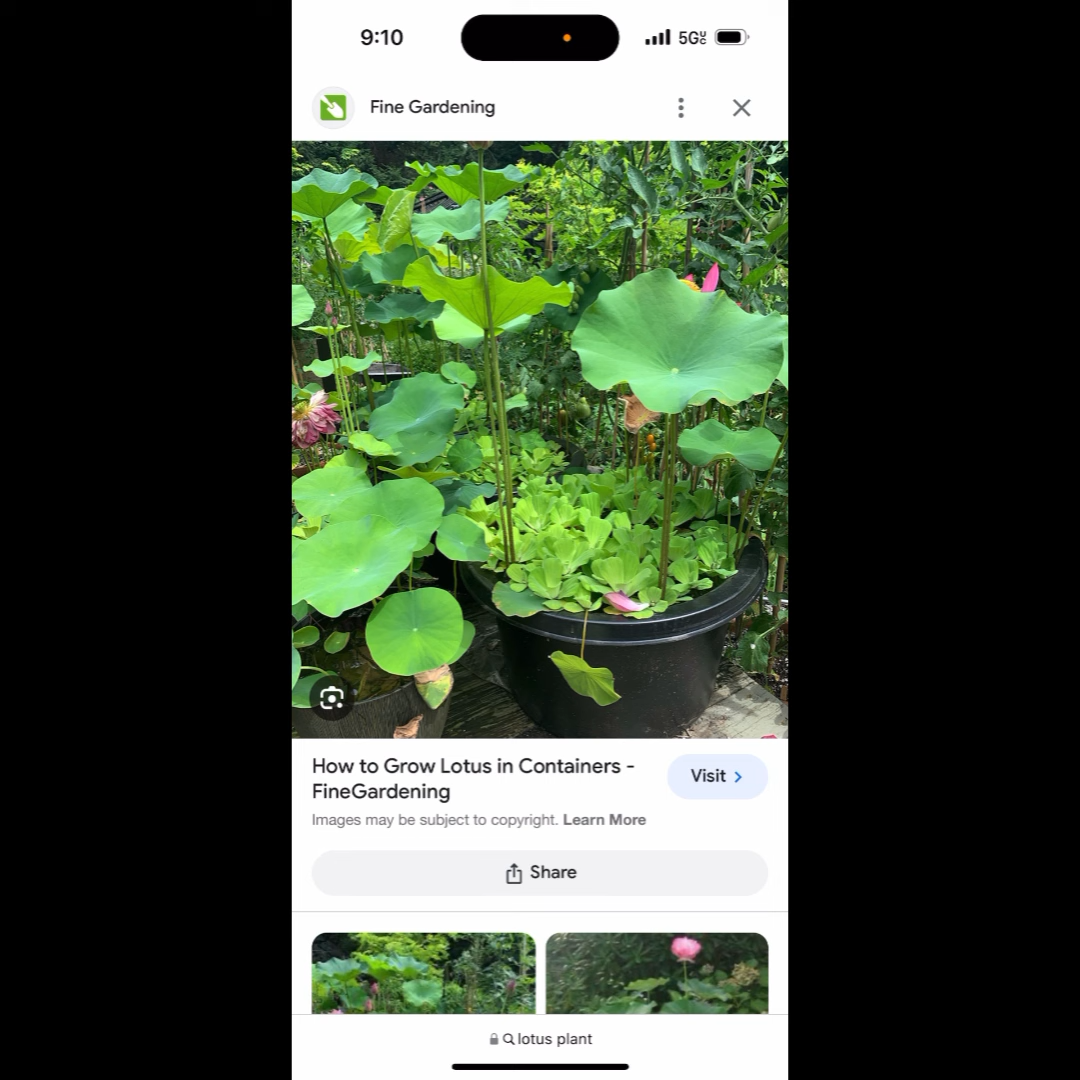 9:10
5G UC
Fine Gardening
How to Grow Lotus in Containers -
FineGardening
Visit
Images may be subject to copyright. Learn More
Share
lotus plant